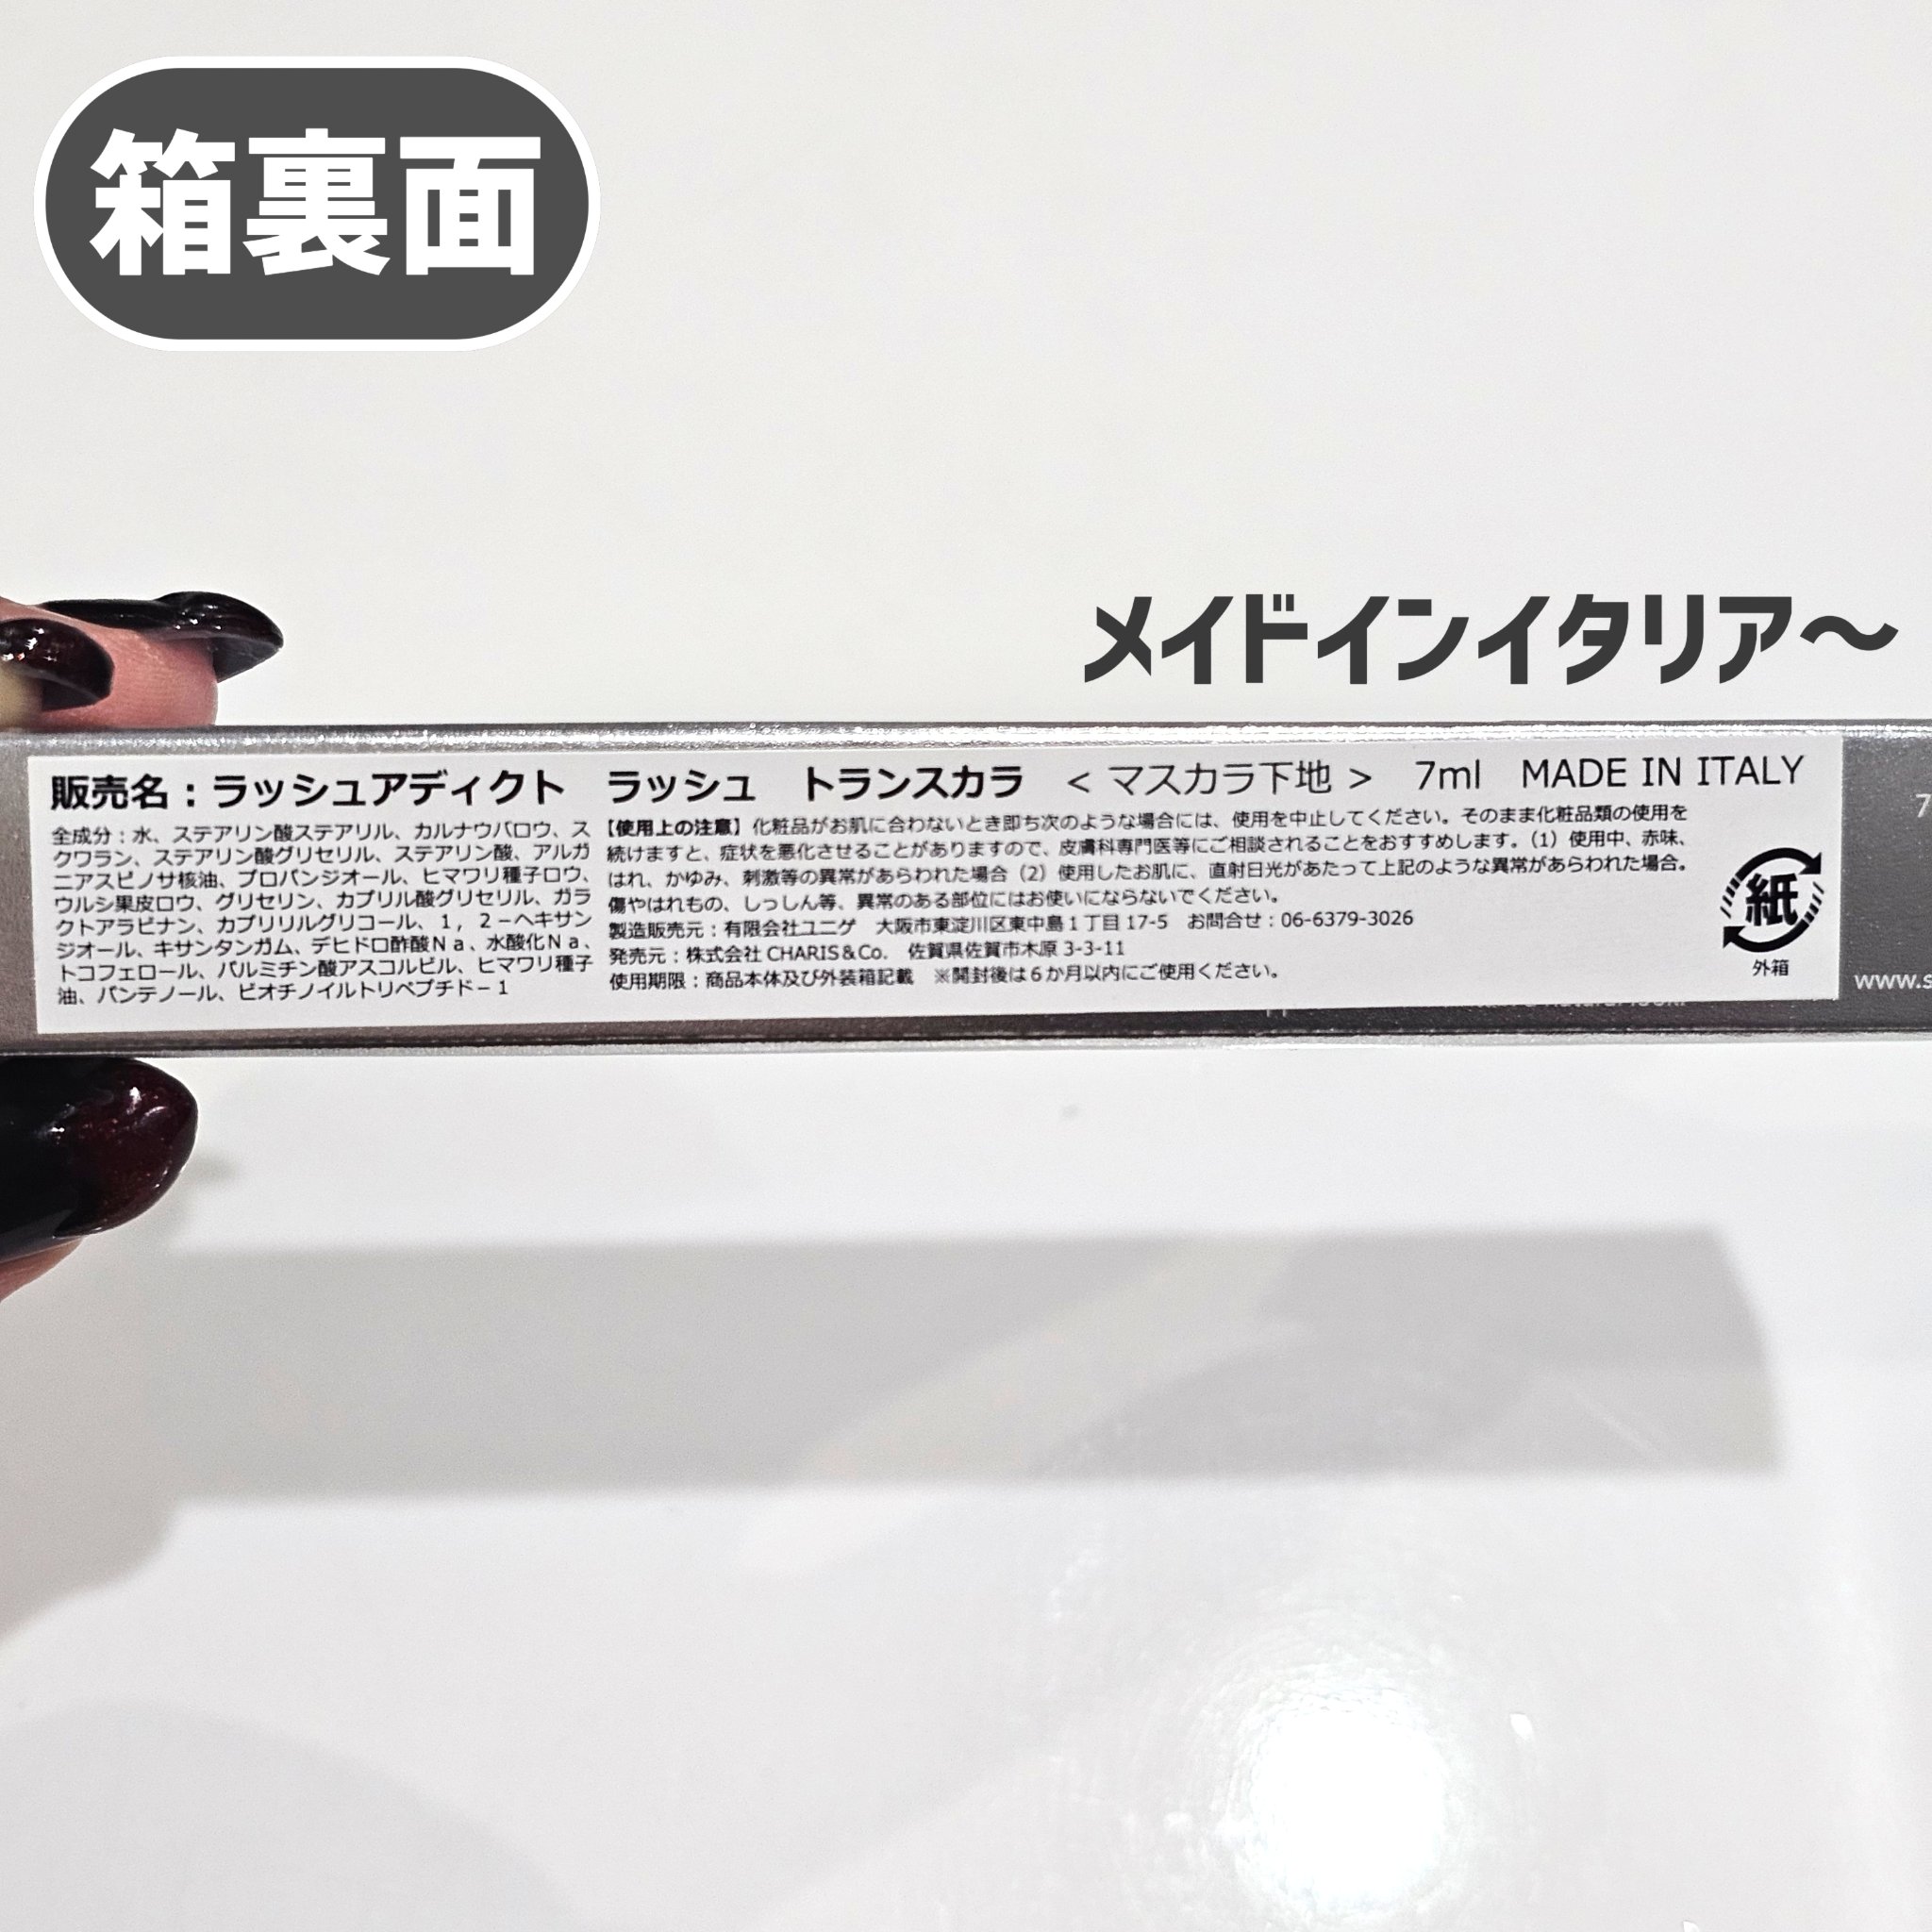 箱裏面
メイドインイタリア〜
販売名：ラッシュアディクト　ラッシュ　トランスカラ　< マスカラ下地 >　7ml　MADE IN ITALY
全成分：水、ステアリン酸ステアリル、カルナウバロウ、ス
クワラン、ステアリン酸グリセリル、ステアリン酸、アルガ
ニアスピノサ核油、プロパンジオール、ヒマワリ種子ロウ、
ウルシ果皮ロウ、グリセリン、カプリル酸グリセリル、ガラ
クトアラビナン、カプリリルグリコール、１，２－ヘキサン
ジオール、キサンタンガム、デヒドロ酢酸Ｎａ、水酸化Ｎａ、
トコフェロール、パルミチン酸アスコルビル、ヒマワリ種子
油、パンテノール、ビオチノイルトリペプチド－１
【使用上の注意】化粧品がお肌に合わないとき即ち次のような場合には、使用を中止してください。そのまま化粧品類の使用を
続けますと、症状を悪化させることがありますので、皮膚科専門医等にご相談されることをおすすめします。（1）使用中、赤味、
はれ、かゆみ、刺激等の異常があらわれた場合（2）使用したお肌に、直射日光があたって上記のような異常があらわれた場合。
傷やはれもの、しっしん等、異常のある部位にはお使いにならないでください。
製造販売元：有限会社ユニゲ　大阪市東淀川区東中島１丁目 17-5　お問合せ：06-6379-3026
発売元：株式会社 CHARIS＆Co.　佐賀県佐賀市木原 3-3-11
使用期限：商品本体及び外装箱記載　※開封後は６か月以内にご使用ください。
紙
外箱
7
www.s